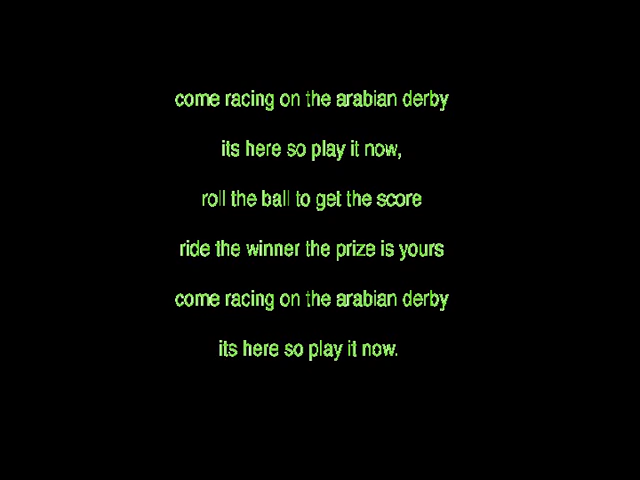 come racing on the arabian derby
its here so play it now,
roll the ball to get the score
ride the winner the prize is yours
come racing on the arabian derby
its here so play it now.